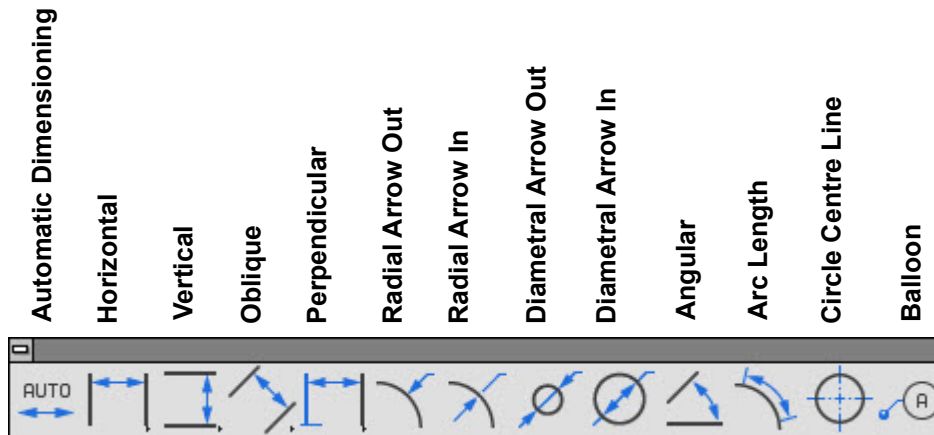 Automatic Dimensioning
Horizontal
Vertical
Oblique
Perpendicular
Radial Arrow Out
Radial Arrow In
Diametral Arrow Out
Diametral Arrow In
Angular
Arc Length
Circle Centre Line
Balloon
AUTO
A